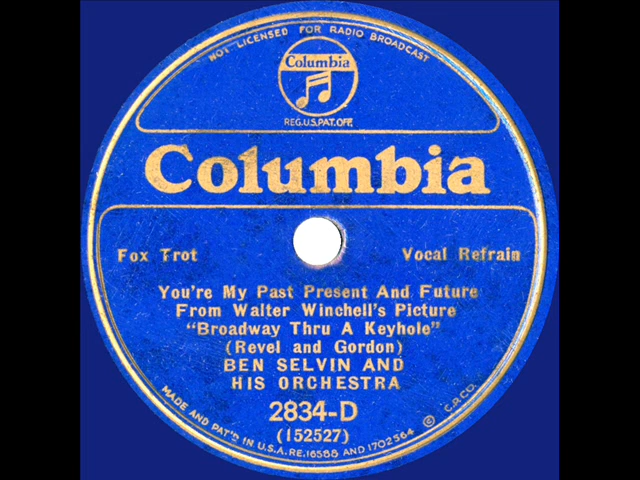 NOT LICENSED FOR RADIO BROADCAST
Columbia
REG.U.S.PAT.OFF.
Columbia
Fox Trot
Vocal Refrain
You're My Past Present And Future
From Walter Winchell's Picture
"Broadway Thru A Keyhole"
(Revel and Gordon)
BEN SELVIN AND
HIS ORCHESTRA
2834-D
(152527)
MADE AND PAT'D IN U.S.A. RE. 16588 AND 1702564 © C.P.CO.